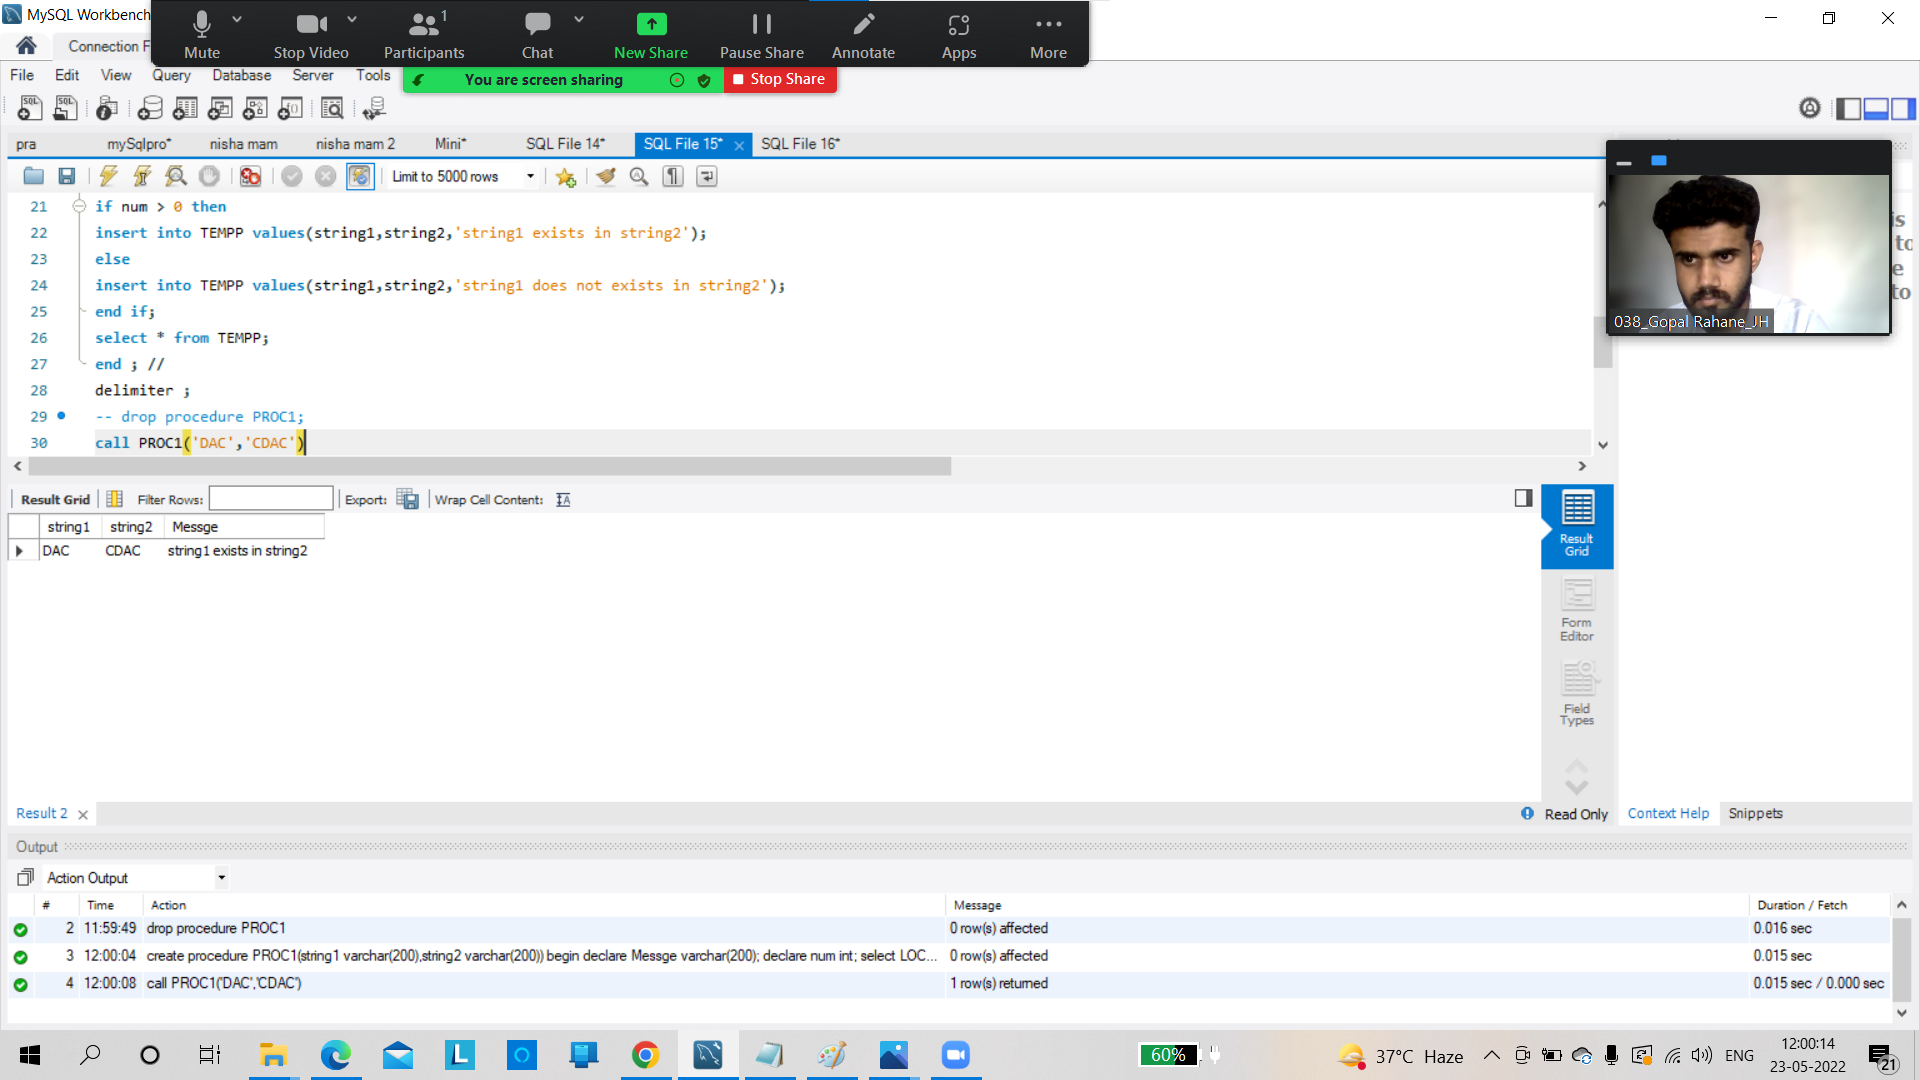 MySQL Workbench
Mute
Stop Video
Participants
1
Chat
New Share
Pause Share
Annotate
Apps
More
You are screen sharing
Stop Share
Connection F
File
Edit
View
Query
Database
Server
Tools
pra
mySqlpro*
nisha mam
nisha mam 2
Mini*
SQL File 14*
SQL File 15*
SQL File 16*
Limit to 5000 rows
21 if num > 0 then
22 insert into TEMPP values(string1,string2,'string1 exists in string2');
23 else
24 insert into TEMPP values(string1,string2,'string1 does not exists in string2');
25 end if;
26 select * from TEMPP;
27 end ; //
28 delimiter ;
29 -- drop procedure PROC1;
30 call PROC1('DAC','CDAC')
038_Gopal Rahane_JH
is
to
e
to
Result Grid
Filter Rows:
Export:
Wrap Cell Content:
string1 string2 Messge
DAC CDAC string1 exists in string2
Result
Grid
Form
Editor
Field
Types
Result 2
Read Only
Context Help
Snippets
Output
Action Output
# Time Action Message Duration / Fetch
2 11:59:49 drop procedure PROC1 0 row(s) affected 0.016 sec
3 12:00:04 create procedure PROC1(string1 varchar(200),string2 varchar(200)) begin declare Messge varchar(200); declare num int; select LOC... 0 row(s) affected 0.015 sec
4 12:00:08 call PROC1('DAC','CDAC') 1 row(s) returned 0.015 sec / 0.000 sec
60%
37°C Haze
ENG
12:00:14
23-05-2022
21